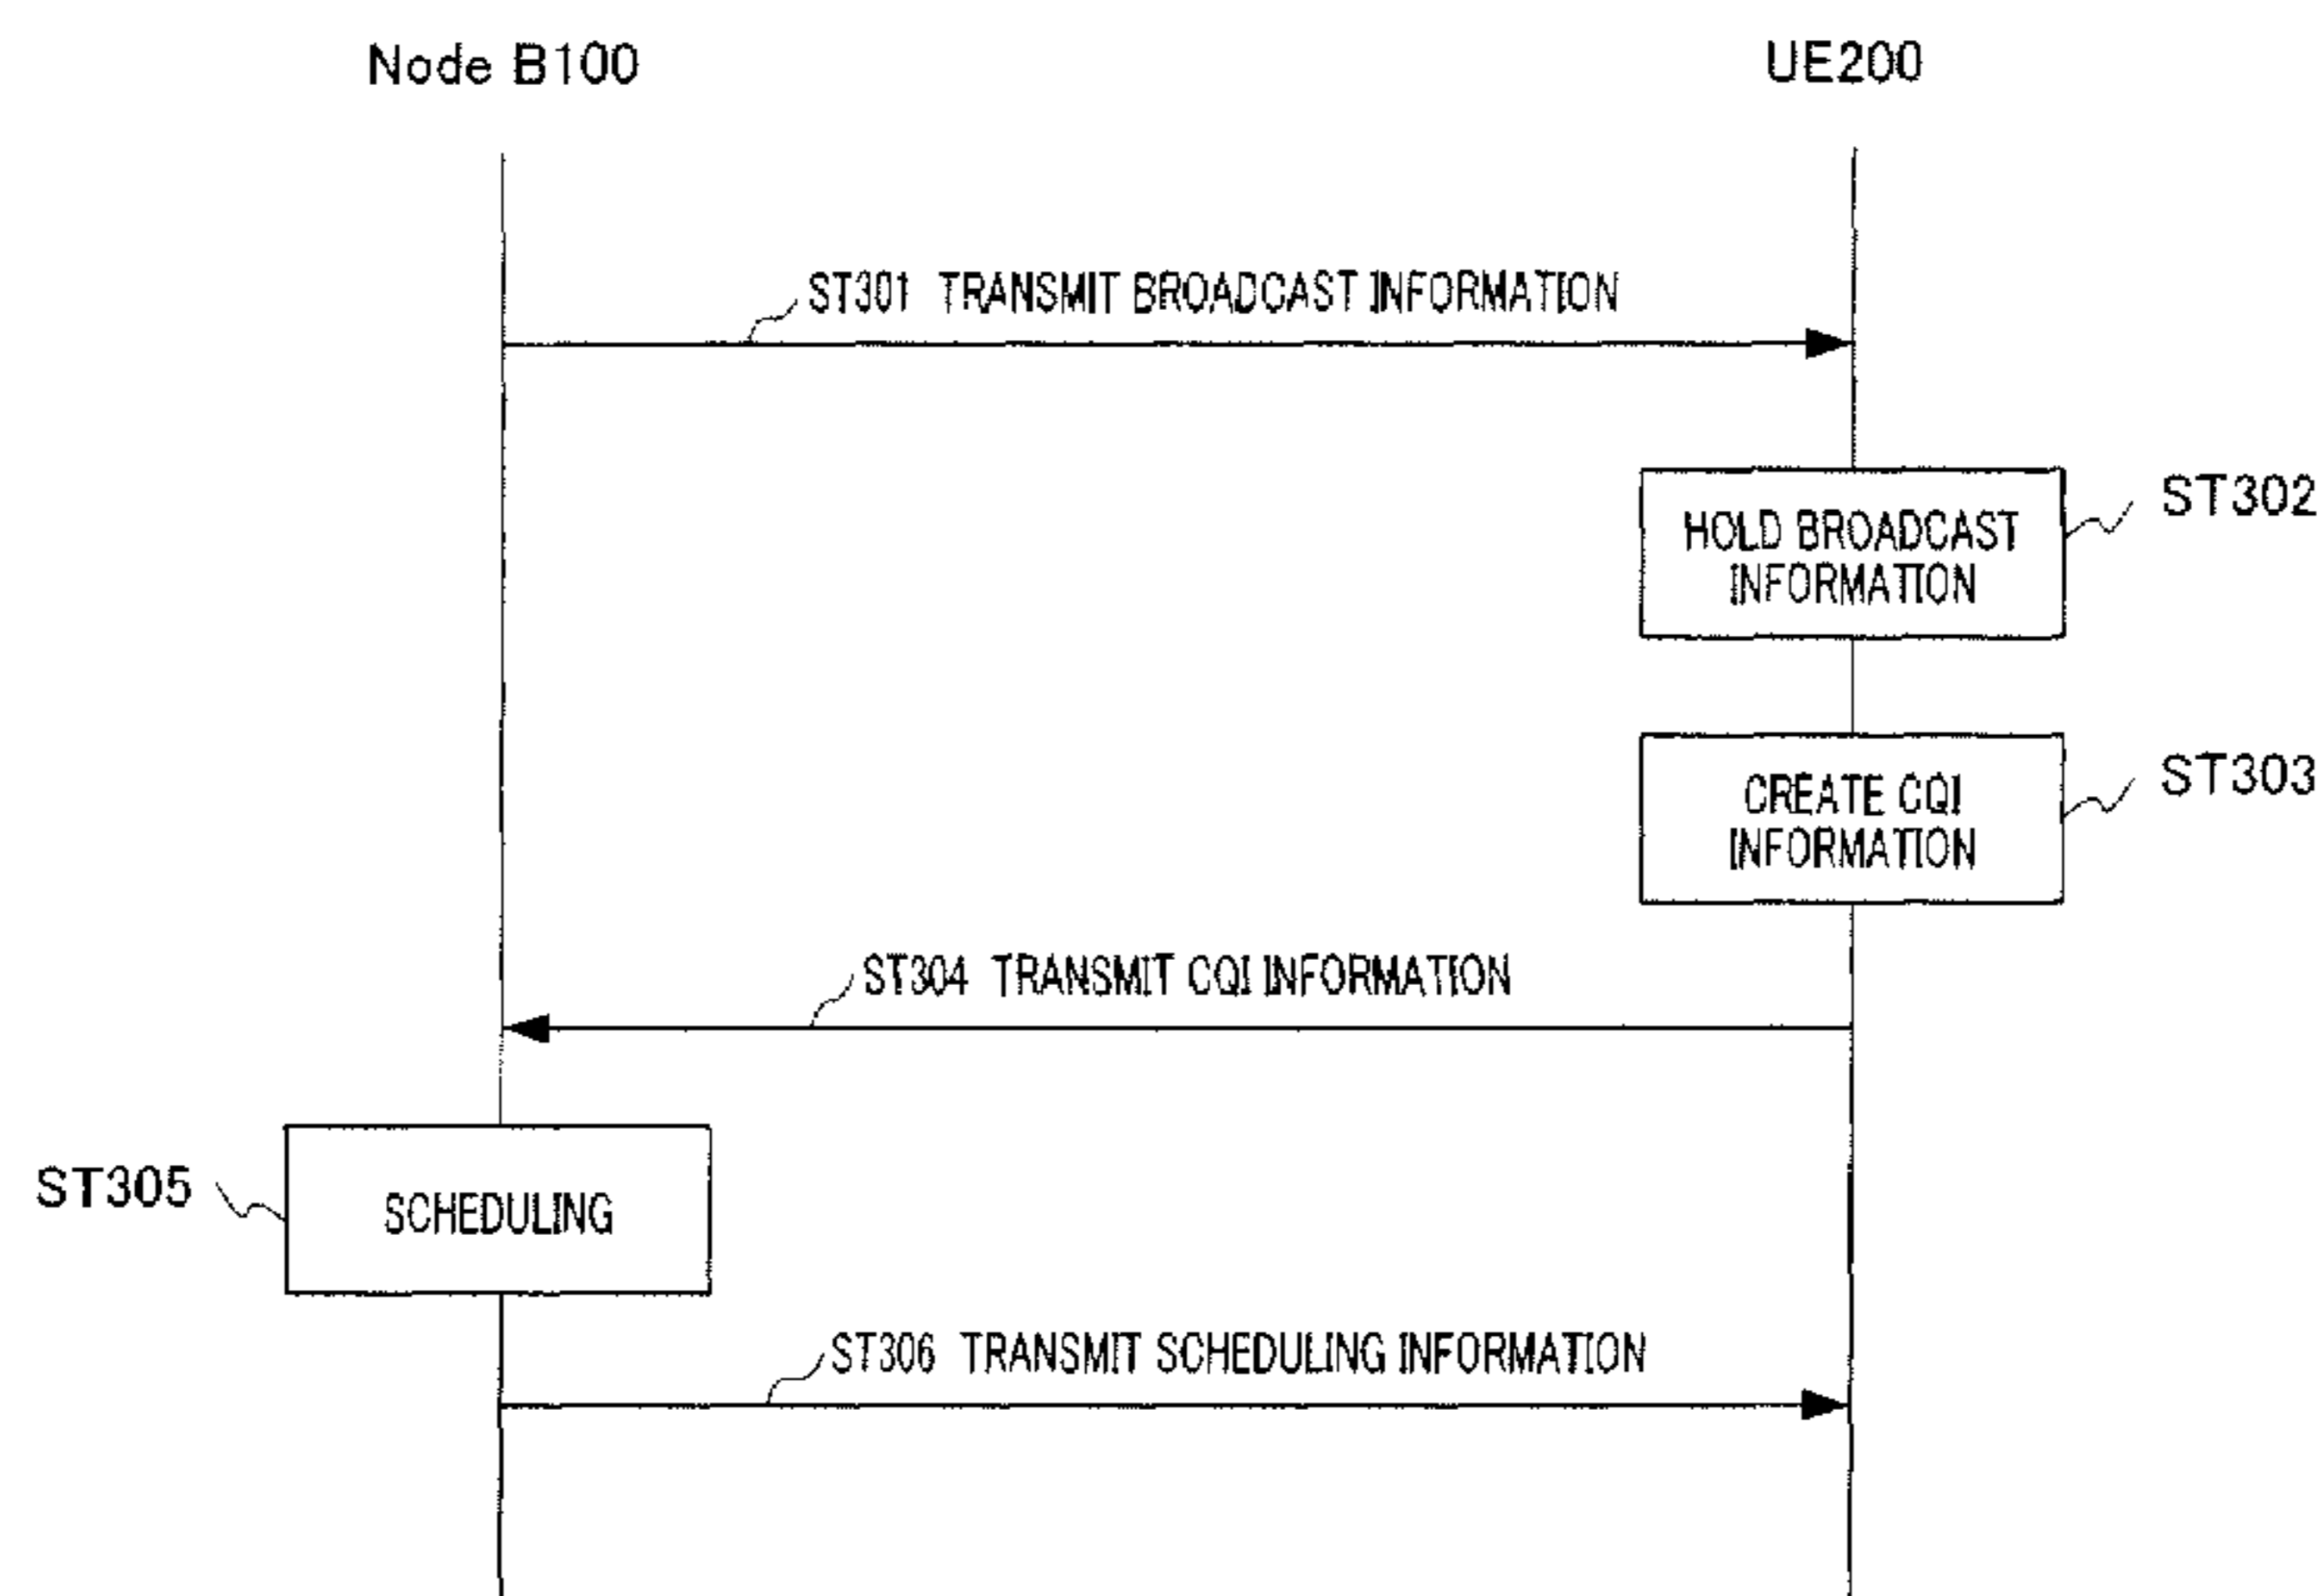 Node B100
UE200
ST301 TRANSMIT BROADCAST INFORMATION
HOLD BROADCAST
INFORMATION
ST302
CREATE CQI
INFORMATION
ST303
ST304 TRANSMIT CQI INFORMATION
ST305
SCHEDULING
ST306 TRANSMIT SCHEDULING INFORMATION